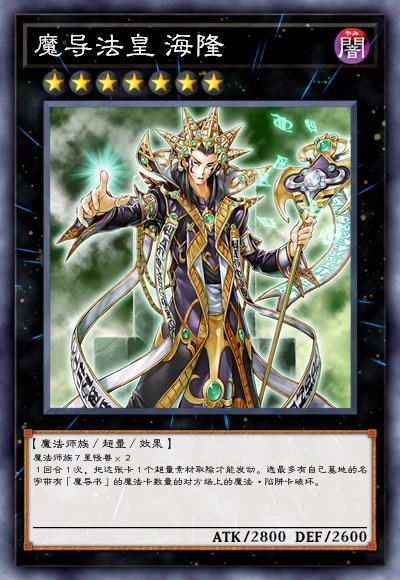 魔导法皇 海隆
やみ
闇
【魔法师族／超量／效果】
魔法师族７星怪兽×２
１回合１次，把这张卡１个超量素材取除才能发动。选最多有自己墓地的名
字带有「魔导书」的魔法卡数量的对方场上的魔法·陷阱卡破坏。
ATK/2800 DEF/2600